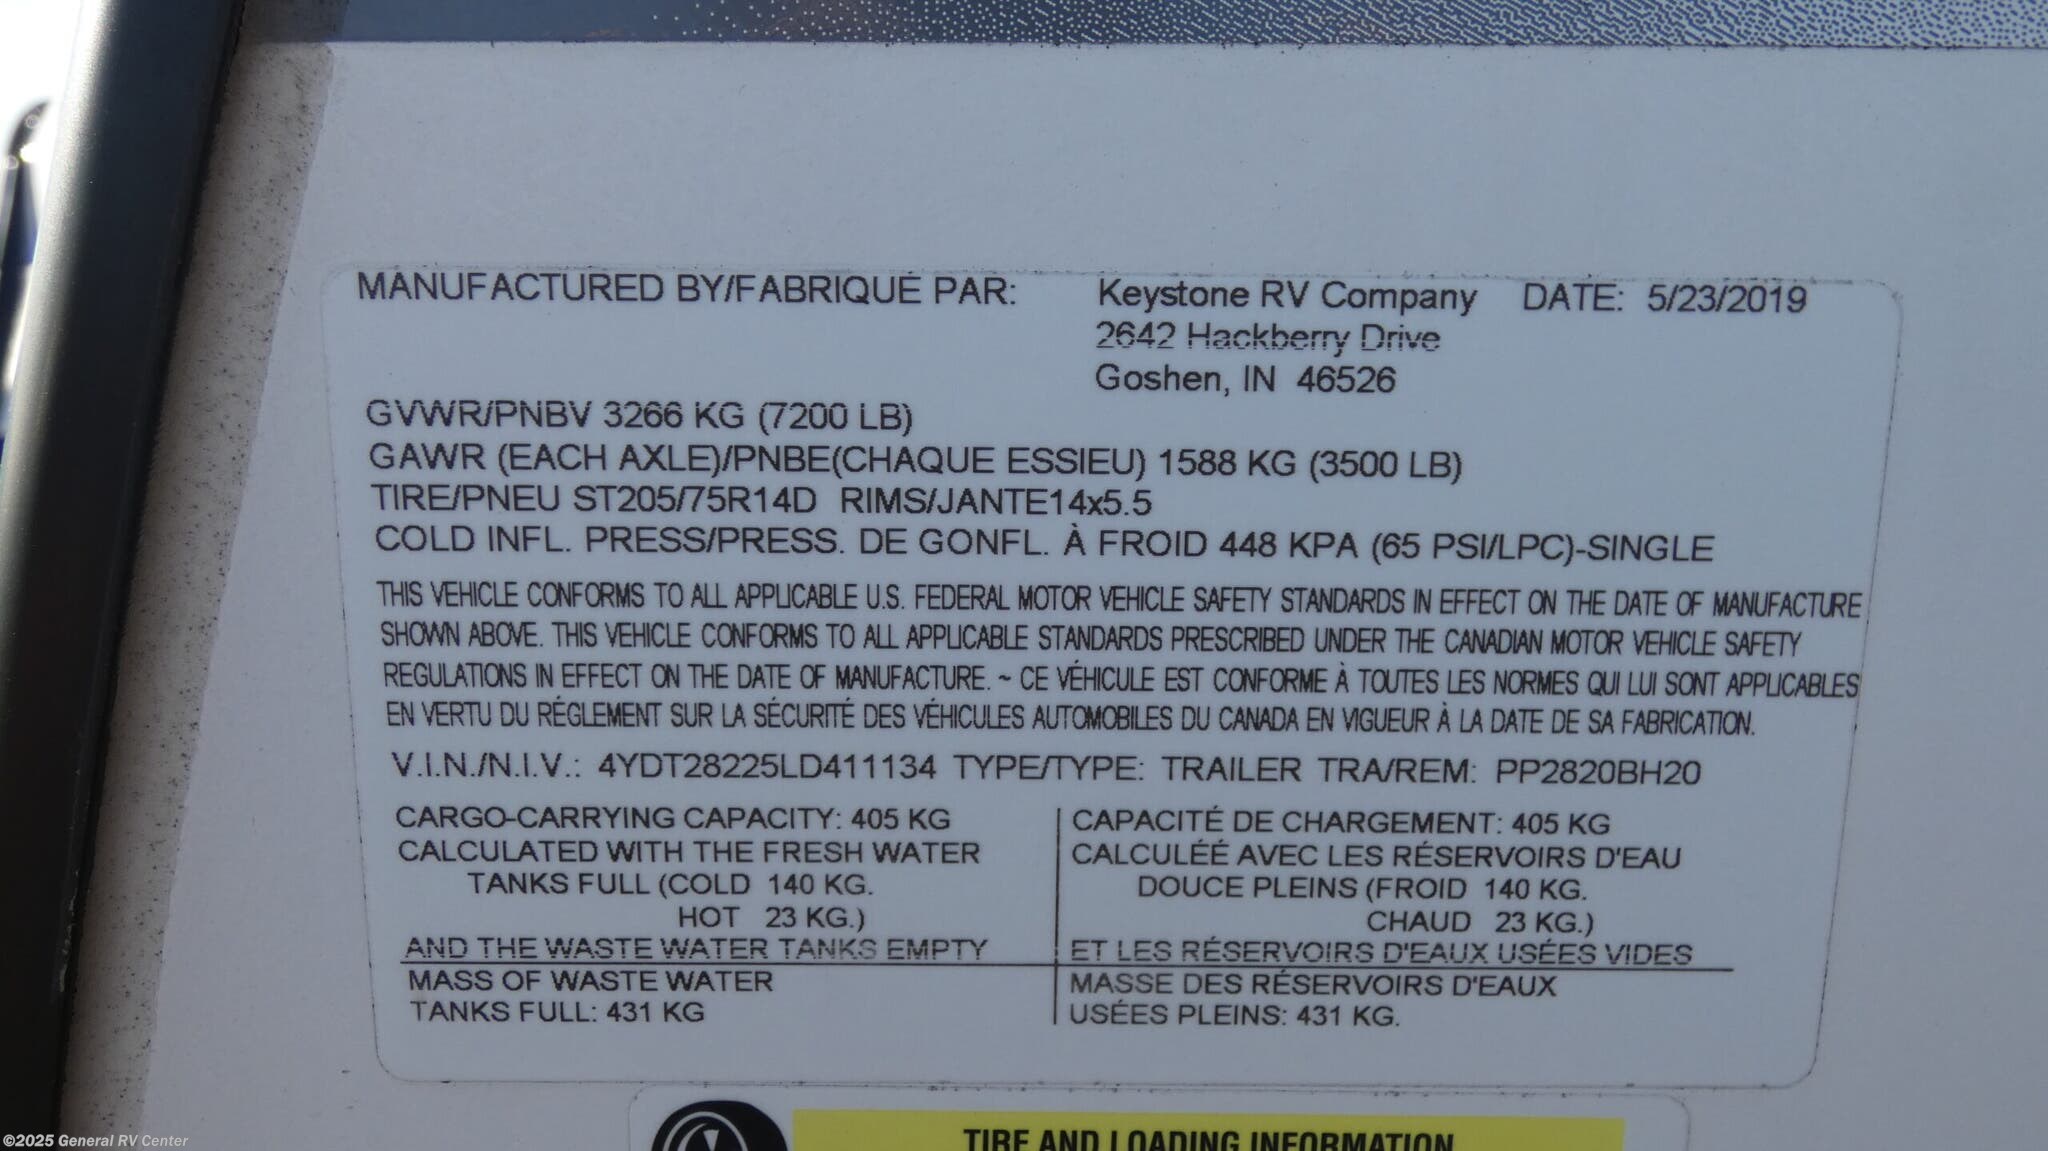 MANUFACTURED BY/FABRIQUÉ PAR: Keystone RV Company DATE: 5/23/2019
2642 Hackberry Drive
Goshen, IN 46526
GVWR/PNBV 3266 KG (7200 LB)
GAWR (EACH AXLE)/PNBE(CHAQUE ESSIEU) 1588 KG (3500 LB)
TIRE/PNEU ST205/75R14D RIMS/JANTE14x5.5
COLD INFL. PRESS/PRESS. DE GONFL. À FROID 448 KPA (65 PSI/LPC)-SINGLE
THIS VEHICLE CONFORMS TO ALL APPLICABLE U.S. FEDERAL MOTOR VEHICLE SAFETY STANDARDS IN EFFECT ON THE DATE OF MANUFACTURE
SHOWN ABOVE. THIS VEHICLE CONFORMS TO ALL APPLICABLE STANDARDS PRESCRIBED UNDER THE CANADIAN MOTOR VEHICLE SAFETY
REGULATIONS IN EFFECT ON THE DATE OF MANUFACTURE. ~ CE VÉHICULE EST CONFORME À TOUTES LES NORMES QUI LUI SONT APPLICABLES
EN VERTU DU RÉGLEMENT SUR LA SÉCURITÉ DES VÉHICULES AUTOMOBILES DU CANADA EN VIGUEUR À LA DATE DE SA FABRICATION.
V.I.N./N.I.V.: 4YDT28225LD411134 TYPE/TYPE: TRAILER TRA/REM: PP2820BH20
CARGO-CARRYING CAPACITY: 405 KG
CALCULATED WITH THE FRESH WATER
TANKS FULL (COLD 140 KG.
HOT 23 KG.)
AND THE WASTE WATER TANKS EMPTY
MASS OF WASTE WATER
TANKS FULL: 431 KG
CAPACITÉ DE CHARGEMENT: 405 KG
CALCULÉÉ AVEC LES RÉSERVOIRS D'EAU
DOUCE PLEINS (FROID 140 KG.
CHAUD 23 KG.)
ET LES RÉSERVOIRS D'EAUX USÉES VIDES
MASSE DES RÉSERVOIRS D'EAUX
USÉES PLEINS: 431 KG.
TIRE AND LOADING INFORMATION
©2025 General RV Center